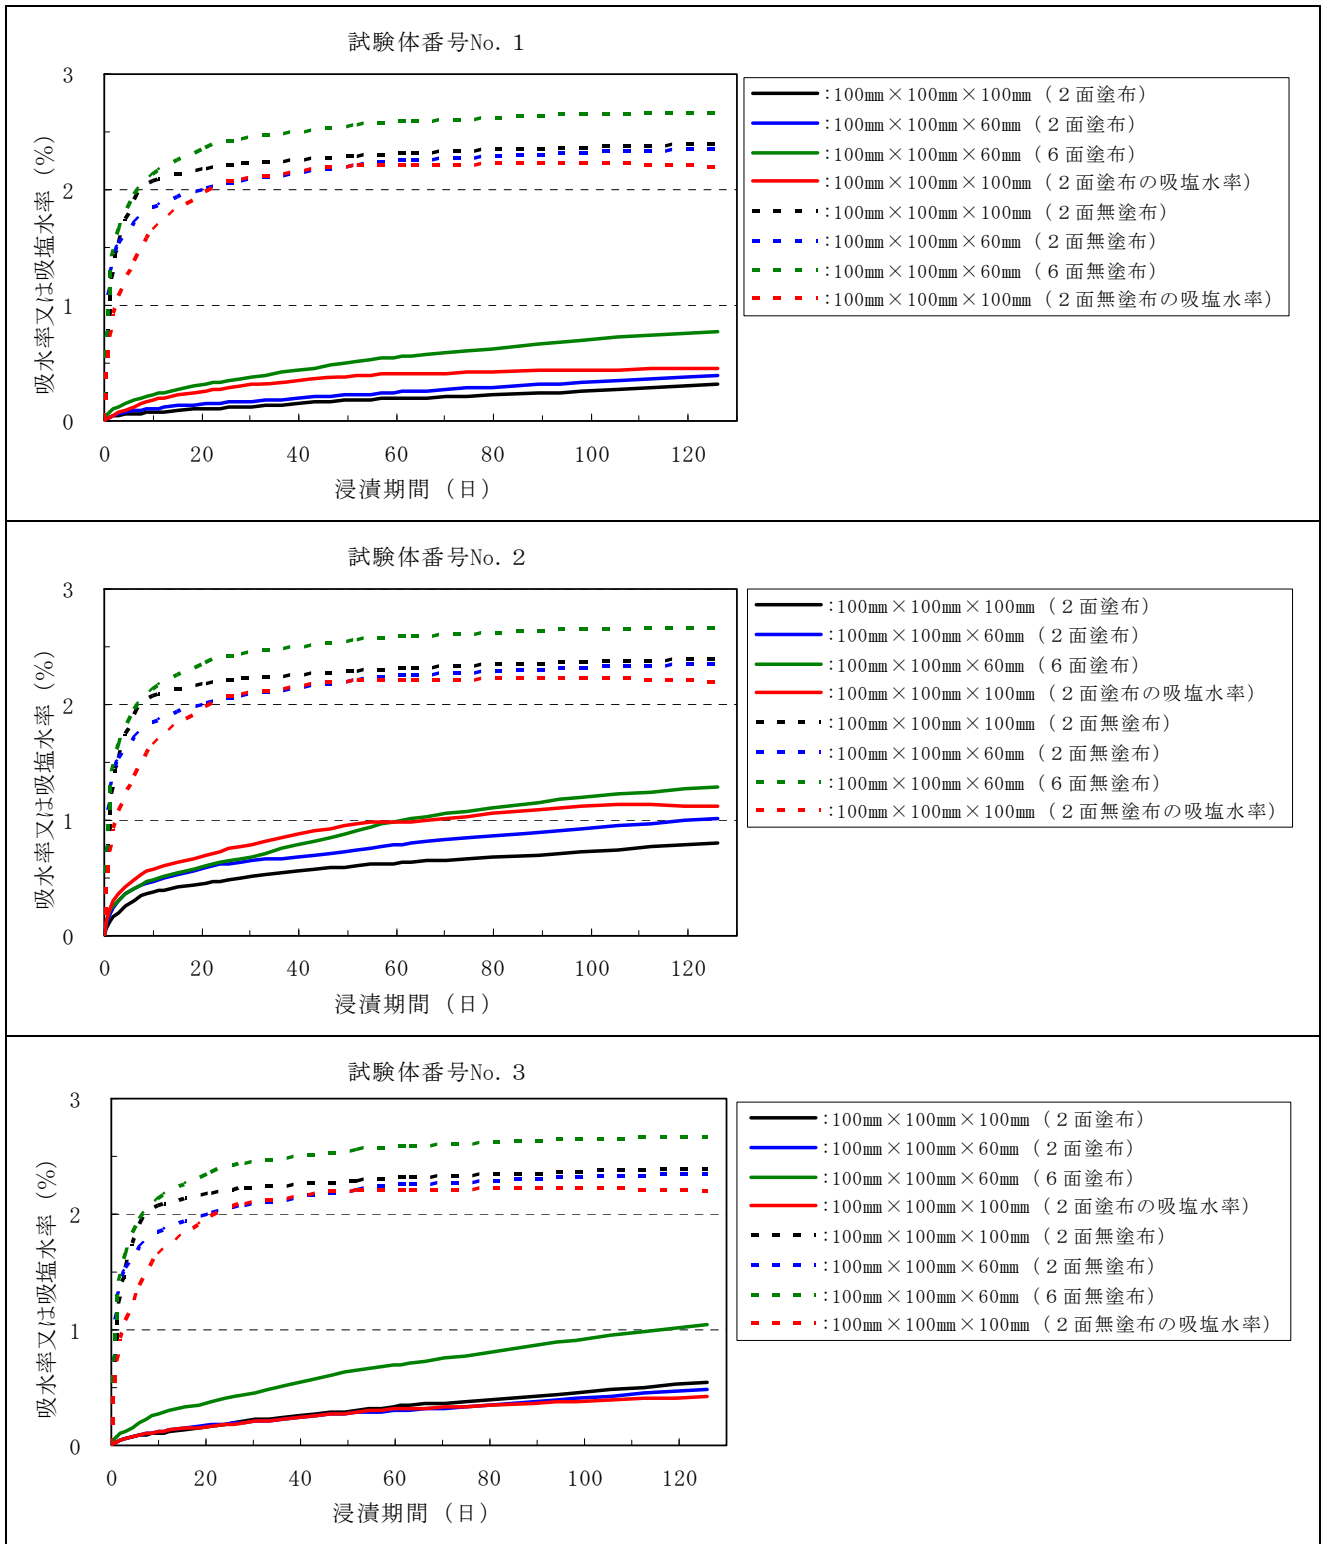 試験体番号No. 1
3
2
1
0
吸水率又は吸塩水率 (%)
0 20 40 60 80 100 120
浸漬期間 (日)
:100mm×100mm×100mm (2面塗布)
:100mm×100mm×60mm (2面塗布)
:100mm×100mm×60mm (6面塗布)
:100mm×100mm×100mm (2面塗布の吸塩水率)
:100mm×100mm×100mm (2面無塗布)
:100mm×100mm×60mm (2面無塗布)
:100mm×100mm×60mm (6面無塗布)
:100mm×100mm×100mm (2面無塗布の吸塩水率)
試験体番号No. 2
3
2
1
0
吸水率又は吸塩水率 (%)
0 20 40 60 80 100 120
浸漬期間 (日)
:100mm×100mm×100mm (2面塗布)
:100mm×100mm×60mm (2面塗布)
:100mm×100mm×60mm (6面塗布)
:100mm×100mm×100mm (2面塗布の吸塩水率)
:100mm×100mm×100mm (2面無塗布)
:100mm×100mm×60mm (2面無塗布)
:100mm×100mm×60mm (6面無塗布)
:100mm×100mm×100mm (2面無塗布の吸塩水率)
試験体番号No. 3
3
2
1
0
吸水率又は吸塩水率 (%)
0 20 40 60 80 100 120
浸漬期間 (日)
:100mm×100mm×100mm (2面塗布)
:100mm×100mm×60mm (2面塗布)
:100mm×100mm×60mm (6面塗布)
:100mm×100mm×100mm (2面塗布の吸塩水率)
:100mm×100mm×100mm (2面無塗布)
:100mm×100mm×60mm (2面無塗布)
:100mm×100mm×60mm (6面無塗布)
:100mm×100mm×100mm (2面無塗布の吸塩水率)